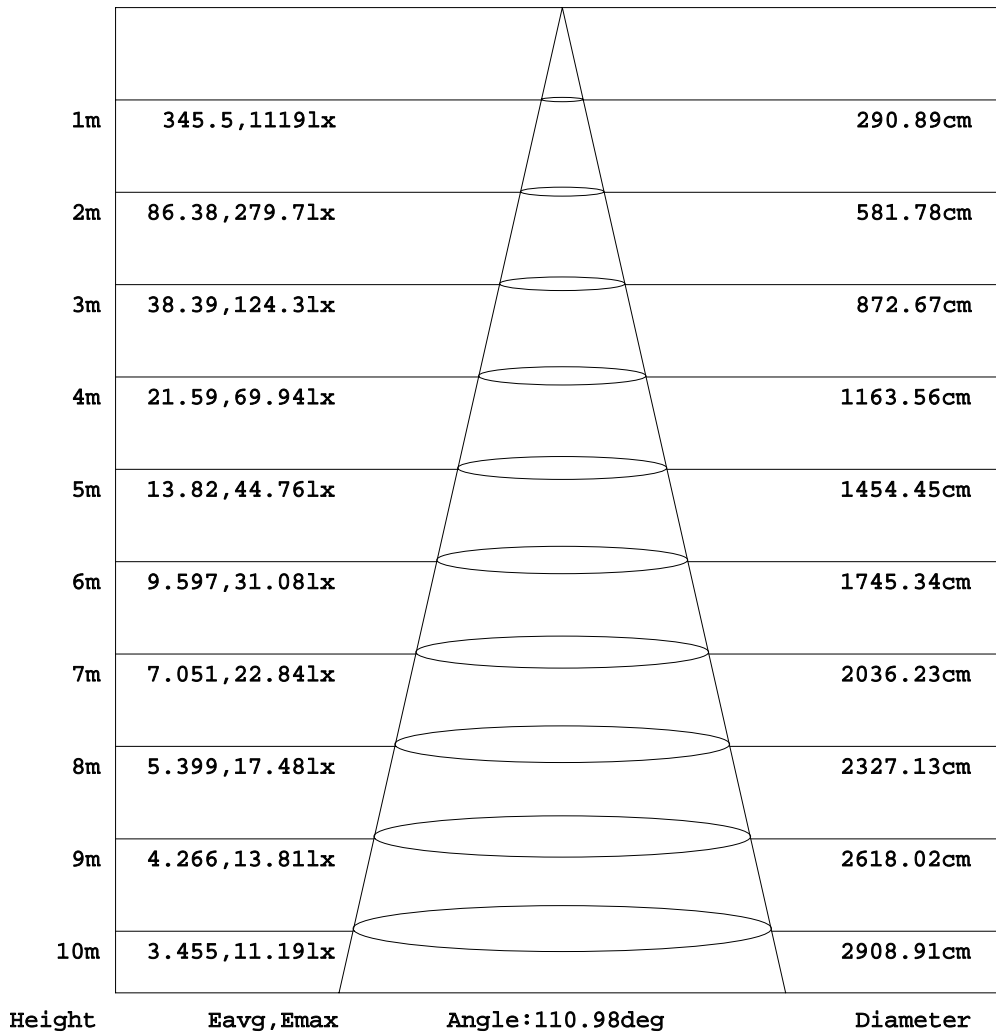 1m 345.5,1119lx 290.89cm
2m 86.38,279.7lx 581.78cm
3m 38.39,124.3lx 872.67cm
4m 21.59,69.94lx 1163.56cm
5m 13.82,44.76lx 1454.45cm
6m 9.597,31.08lx 1745.34cm
7m 7.051,22.84lx 2036.23cm
8m 5.399,17.48lx 2327.13cm
9m 4.266,13.81lx 2618.02cm
10m 3.455,11.19lx 2908.91cm
Height Eavg,Emax Angle:110.98deg Diameter